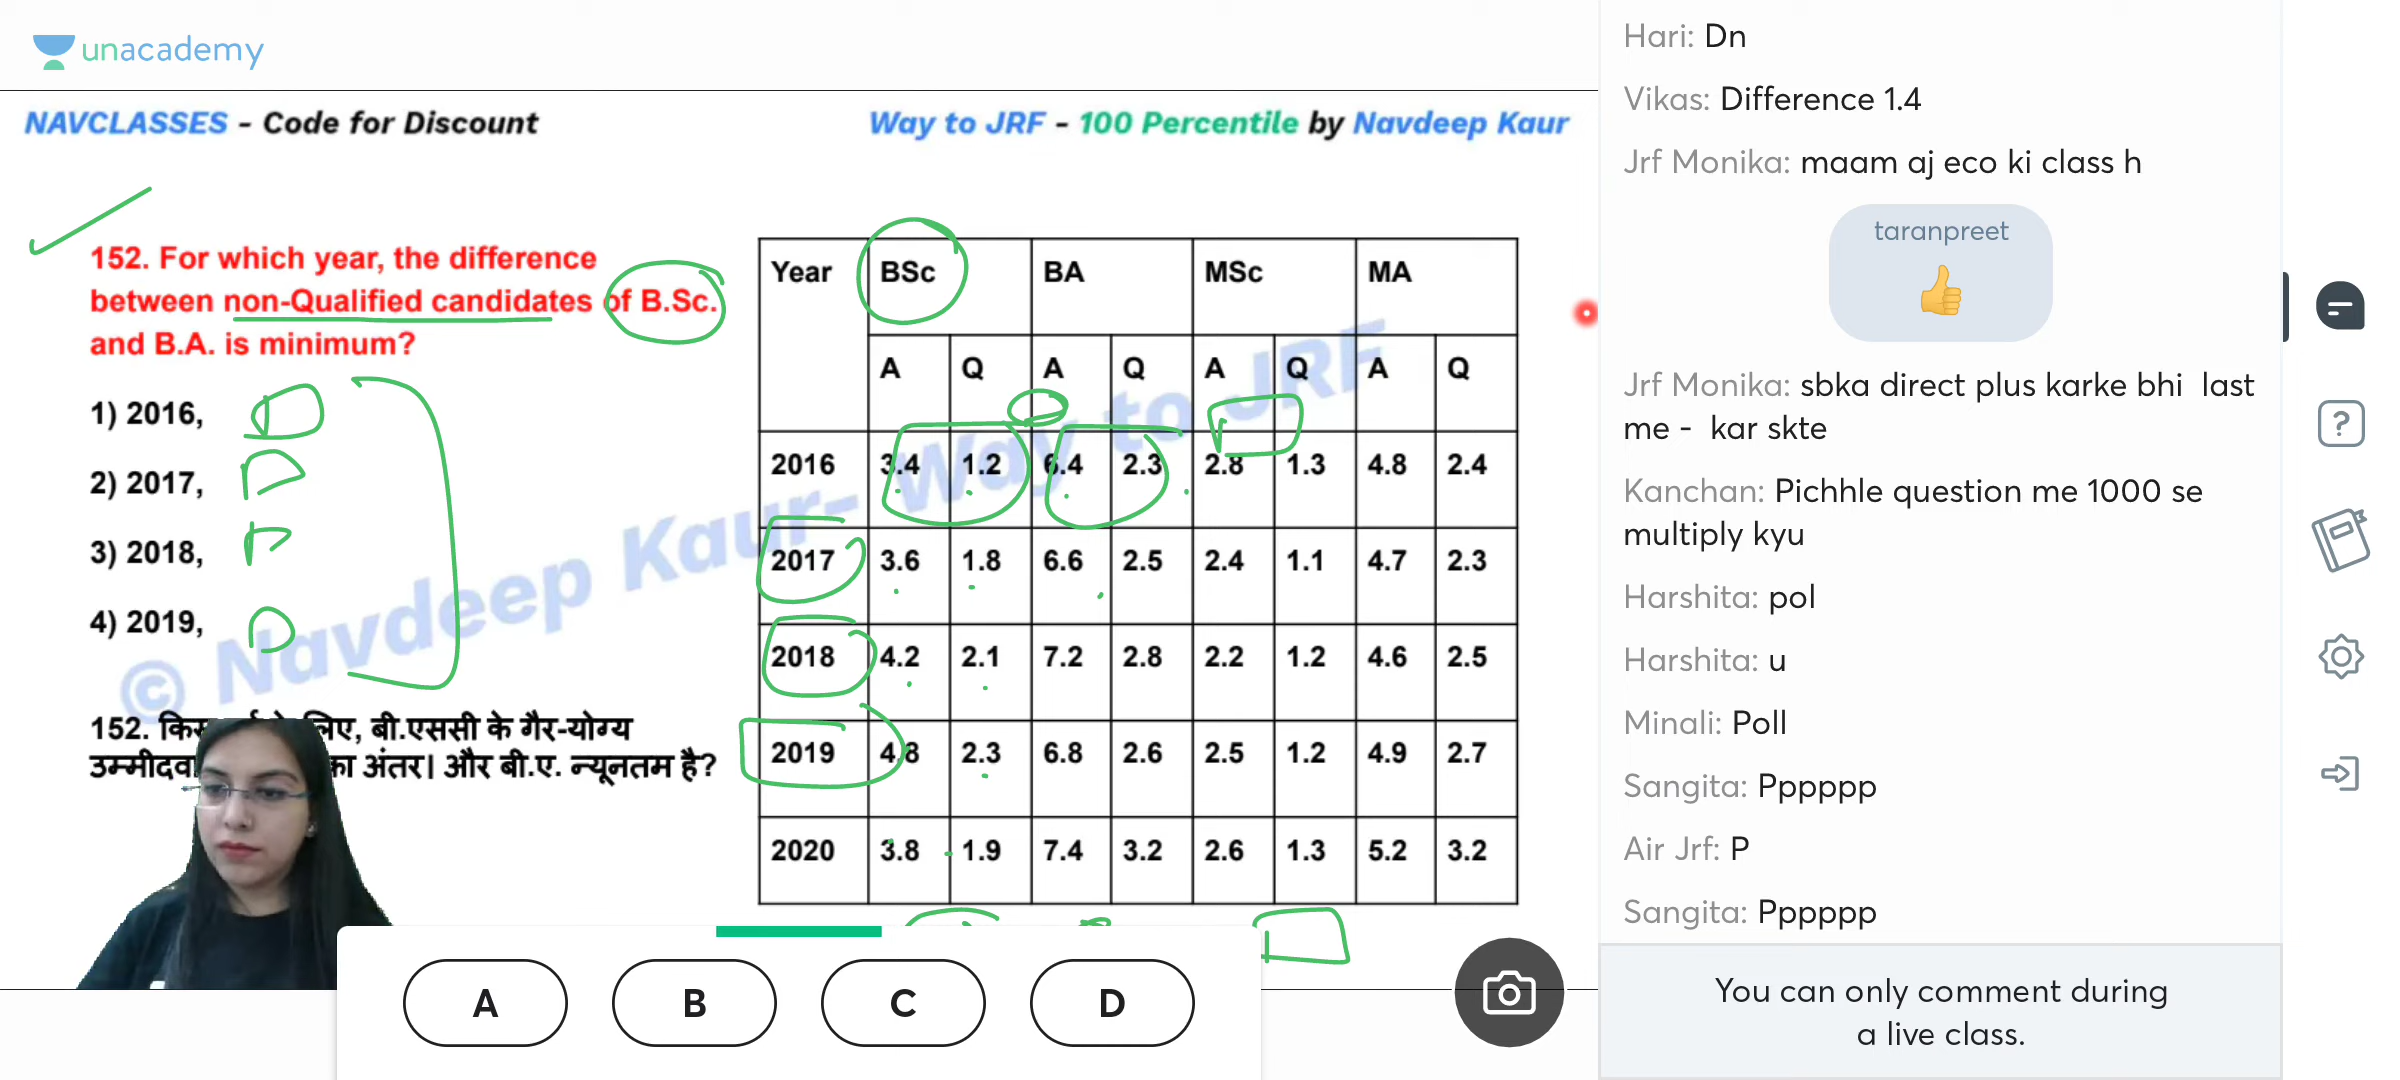 unacademy
NAVCLASSES - Code for Discount
Way to JRF - 100 Percentile by Navdeep Kaur
152. For which year, the difference
between non-Qualified candidates of B.Sc.
and B.A. is minimum?
1) 2016,
2) 2017,
3) 2018,
4) 2019,
152. लिए, बी.एससी के गैर-योग्य
का अंतर। और बी.ए. न्यूनतम है?
Year BSc BA MSc MA
A Q A Q A Q A Q
2016 3.4 1.2 6.4 2.3 2.8 1.3 4.8 2.4
2017 3.6 1.8 6.6 2.5 2.4 1.1 4.7 2.3
2018 4.2 2.1 7.2 2.8 2.2 1.2 4.6 2.5
2019 4.8 2.3 6.8 2.6 2.5 1.2 4.9 2.7
2020 3.8 1.9 7.4 3.2 2.6 1.3 5.2 3.2
© Navdeep Kaur- Way to JRF
A B C D
Hari: Dn
Vikas: Difference 1.4
Jrf Monika: maam aj eco ki class h
taranpreet
Jrf Monika: sbka direct plus karke bhi last
me - kar skte
Kanchan: Pichhle question me 1000 se
multiply kyu
Harshita: pol
Harshita: u
Minali: Poll
Sangita: Pppppp
Air Jrf: P
Sangita: Pppppp
You can only comment during
a live class.